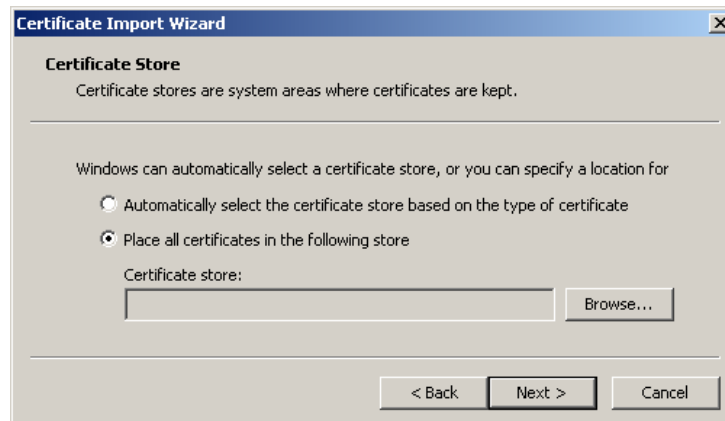 Certificate Import Wizard
Certificate Store
Certificate stores are system areas where certificates are kept.
Windows can automatically select a certificate store, or you can specify a location for
Automatically select the certificate store based on the type of certificate
Place all certificates in the following store
Certificate store:
Browse...
< Back Next > Cancel